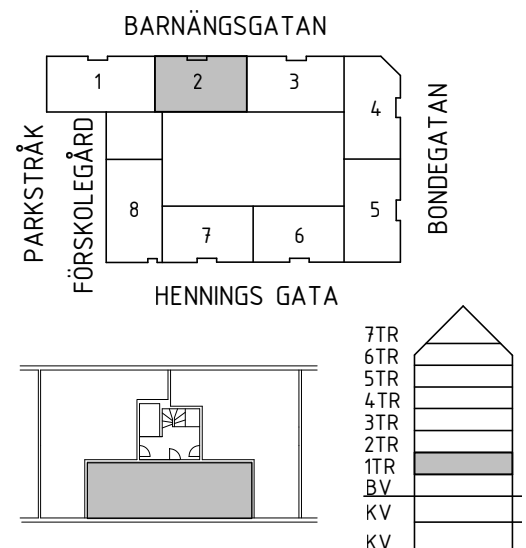 BARNÄNGSGATAN
1
2
3
4
PARKSTRÅK
FÖRSKOLEGÅRD
BONDEGATAN
8
7
6
5
HENNINGS GATA
7TR
6TR
5TR
4TR
3TR
2TR
1TR
BV
KV
KV